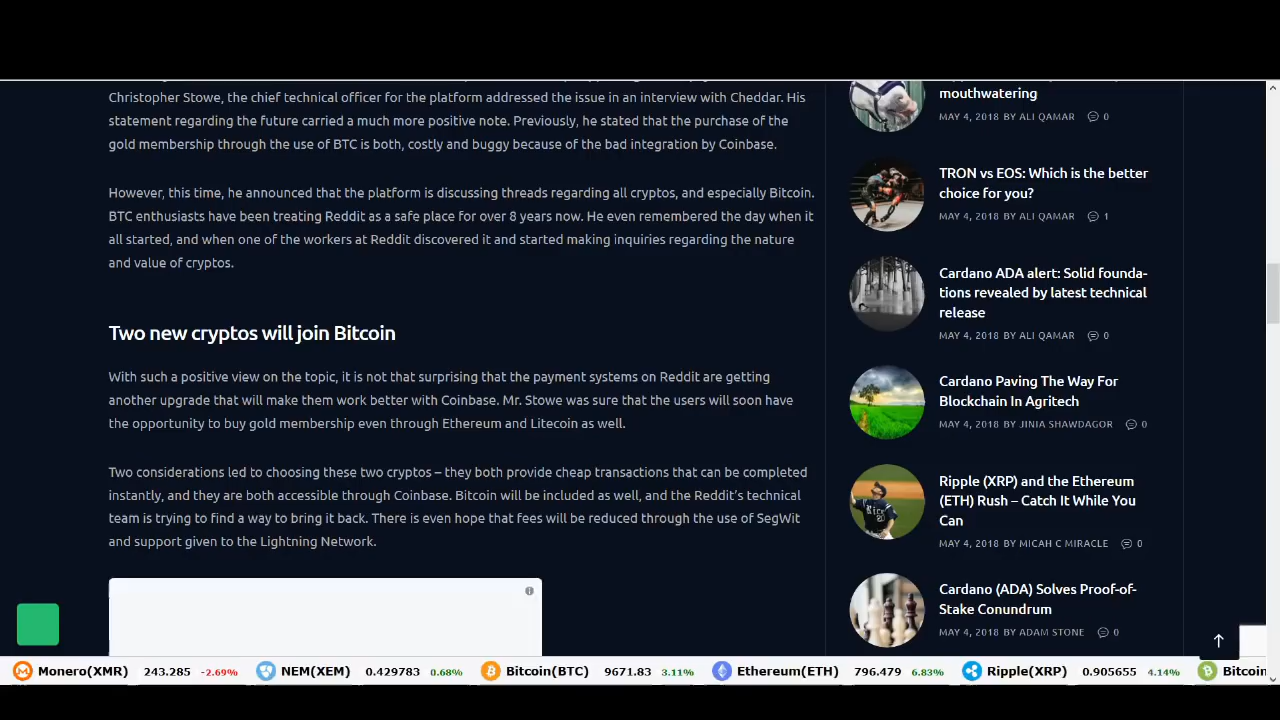 Christopher Stowe, the chief technical officer for the platform addressed the issue in an interview with Cheddar. His
statement regarding the future carried a much more positive note. Previously, he stated that the purchase of the
gold membership through the use of BTC is both, costly and buggy because of the bad integration by Coinbase.
However, this time, he announced that the platform is discussing threads regarding all cryptos, and especially Bitcoin.
BTC enthusiasts have been treating Reddit as a safe place for over 8 years now. He even remembered the day when it
all started, and when one of the workers at Reddit discovered it and started making inquiries regarding the nature
and value of cryptos.
Two new cryptos will join Bitcoin
With such a positive view on the topic, it is not that surprising that the payment systems on Reddit are getting
another upgrade that will make them work better with Coinbase. Mr. Stowe was sure that the users will soon have
the opportunity to buy gold membership even through Ethereum and Litecoin as well.
Two considerations led to choosing these two cryptos – they both provide cheap transactions that can be completed
instantly, and they are both accessible through Coinbase. Bitcoin will be included as well, and the Reddit's technical
team is trying to find a way to bring it back. There is even hope that fees will be reduced through the use of SegWit
and support given to the Lightning Network.
mouthwatering
MAY 4, 2018 BY ALI QAMAR 0
TRON vs EOS: Which is the better
choice for you?
MAY 4, 2018 BY ALI QAMAR 1
Cardano ADA alert: Solid founda-
tions revealed by latest technical
release
MAY 4, 2018 BY ALI QAMAR 0
Cardano Paving The Way For
Blockchain In Agritech
MAY 4, 2018 BY JINIA SHAWDAGOR 0
Ripple (XRP) and the Ethereum
(ETH) Rush – Catch It While You
Can
MAY 4, 2018 BY MICAH C MIRACLE 0
Cardano (ADA) Solves Proof-of-
Stake Conundrum
MAY 4, 2018 BY ADAM STONE 0
Monero(XMR) 243.285 -2.69% NEM(XEM) 0.429783 0.68% Bitcoin(BTC) 9671.83 3.11% Ethereum(ETH) 796.479 6.83% Ripple(XRP) 0.905655 4.14% Bitcoin